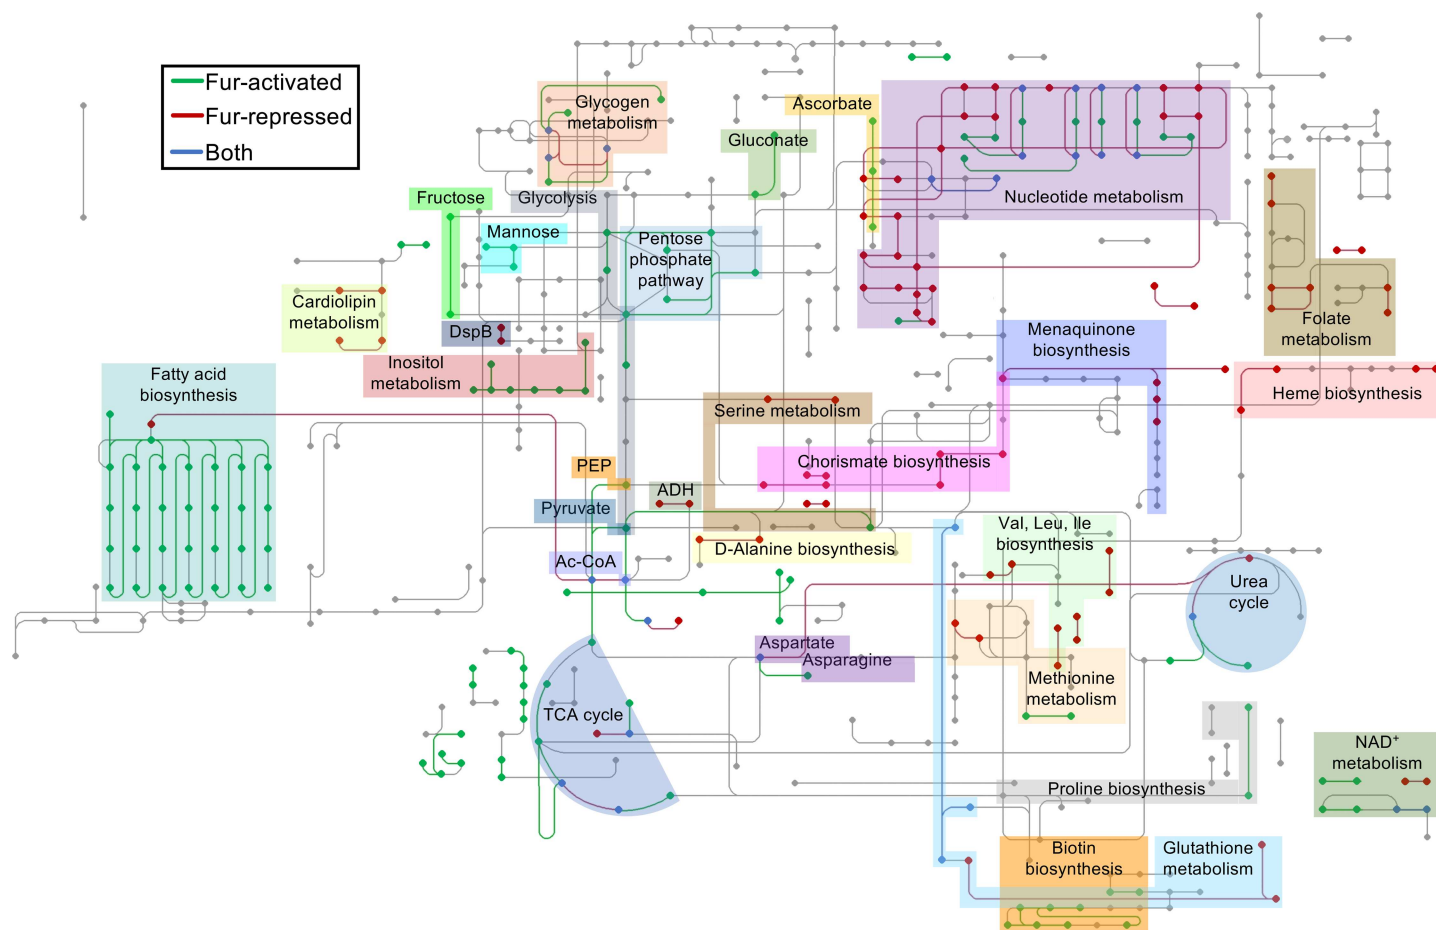 Fur-activated
Fur-repressed
Both
Glycogen
metabolism
Ascorbate
Gluconate
Nucleotide metabolism
Fructose
Glycolysis
Mannose
Pentose
phosphate
pathway
Cardiolipin
metabolism
DspB
Menaquinone
biosynthesis
Folate
metabolism
Inositol
metabolism
Fatty acid
biosynthesis
Heme biosynthesis
Serine metabolism
Chorismate biosynthesis
PEP
ADH
Pyruvate
Val, Leu, Ile
biosynthesis
D-Alanine biosynthesis
Ac-CoA
Urea
cycle
Aspartate
Asparagine
Methionine
metabolism
TCA cycle
NAD⁺
metabolism
Proline biosynthesis
Biotin
biosynthesis
Glutathione
metabolism